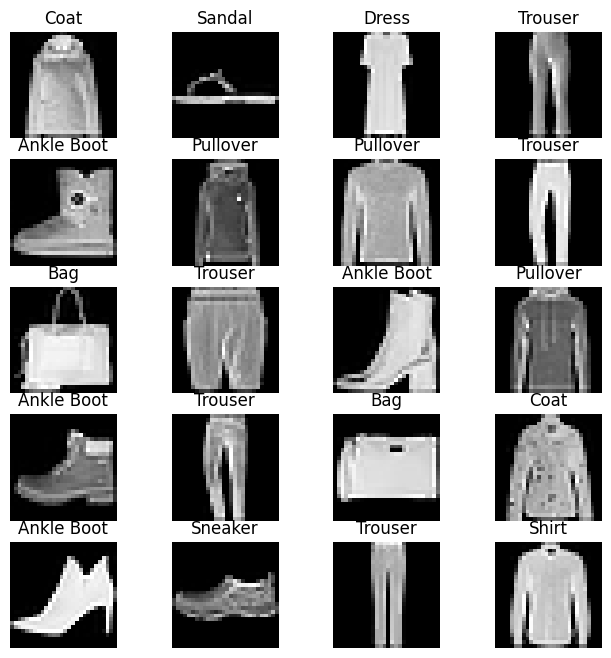 Coat Sandal Dress Trouser
Ankle Boot Pullover Pullover Trouser
Bag Trouser Ankle Boot Pullover
Ankle Boot Trouser Bag Coat
Ankle Boot Sneaker Trouser Shirt